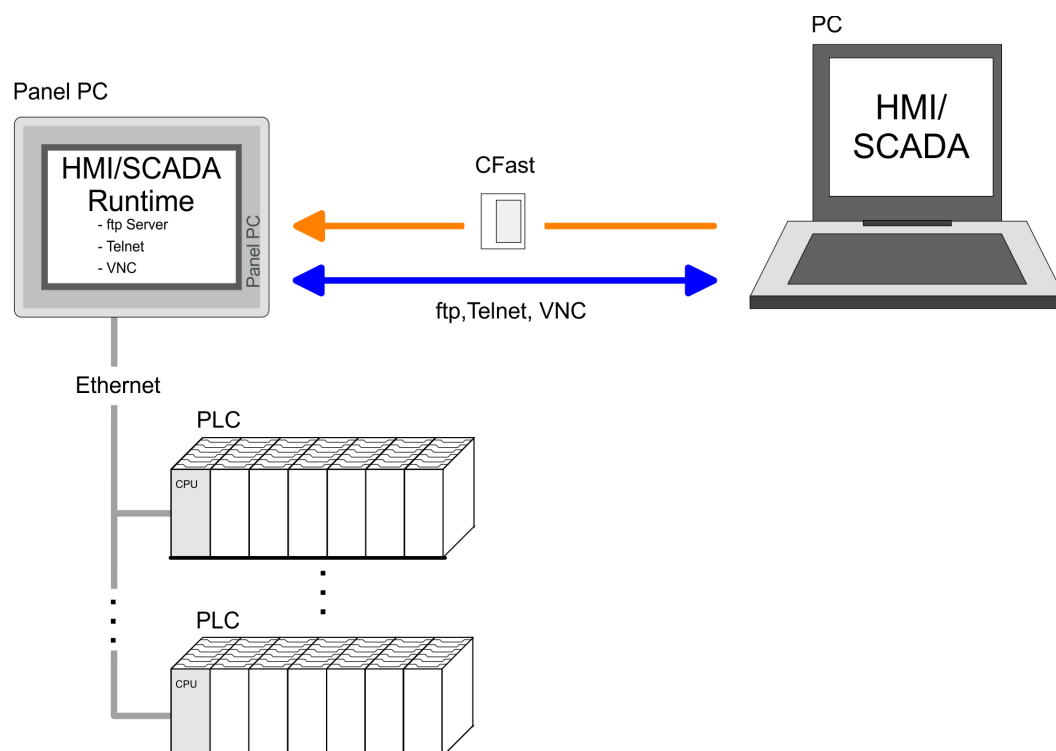 PC
Panel PC
HMI/SCADA
Runtime
- ftp Server
- Telnet
- VNC
Panel PC
CFast
HMI/
SCADA
ftp,Telnet, VNC
Ethernet
PLC
CPU
PLC
CPU